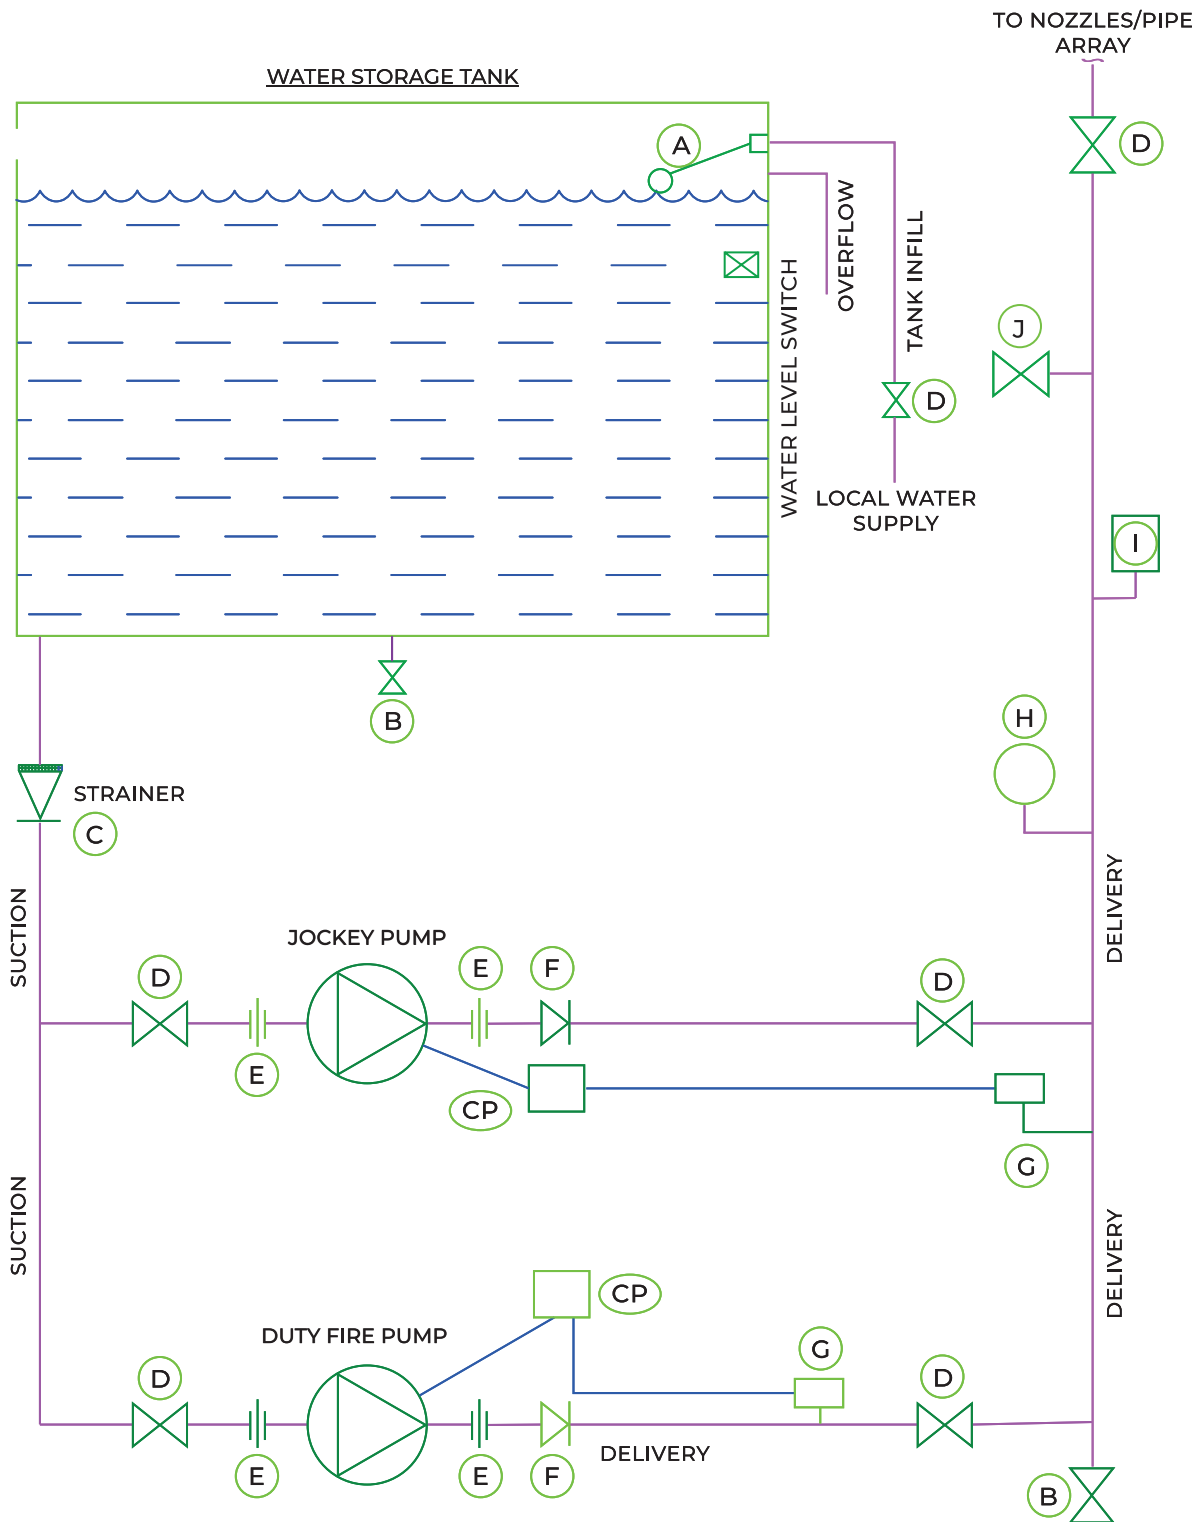 TO NOZZLES/PIPE
ARRAY
WATER STORAGE TANK
A
D
OVERFLOW
TANK INFILL
WATER LEVEL SWITCH
J
D
LOCAL WATER
SUPPLY
I
B
H
STRAINER
C
SUCTION
DELIVERY
JOCKEY PUMP
D
E
F
D
E
CP
G
SUCTION
DELIVERY
CP
DUTY FIRE PUMP
G
D
D
DELIVERY
E
E
F
B